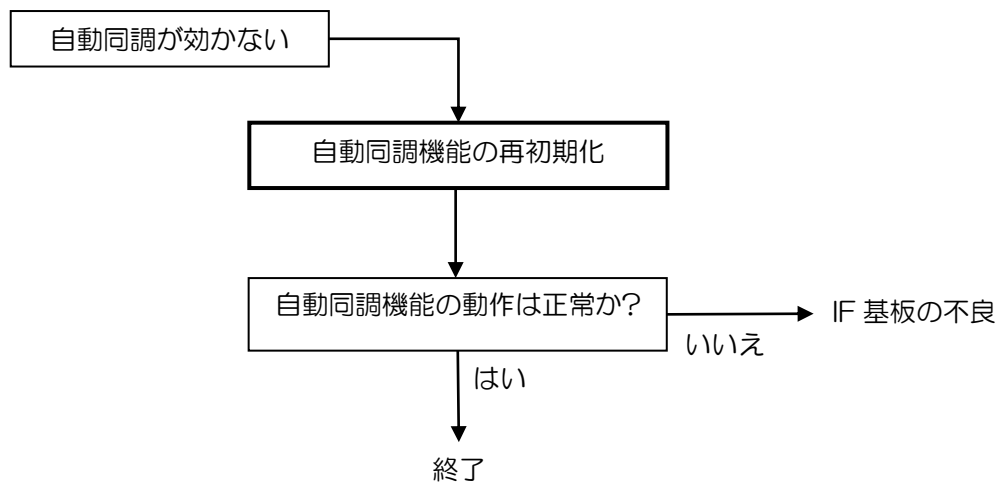 自動同調が効かない
自動同調機能の再初期化
自動同調機能の動作は正常か?
IF 基板の不良
いいえ
はい
終了